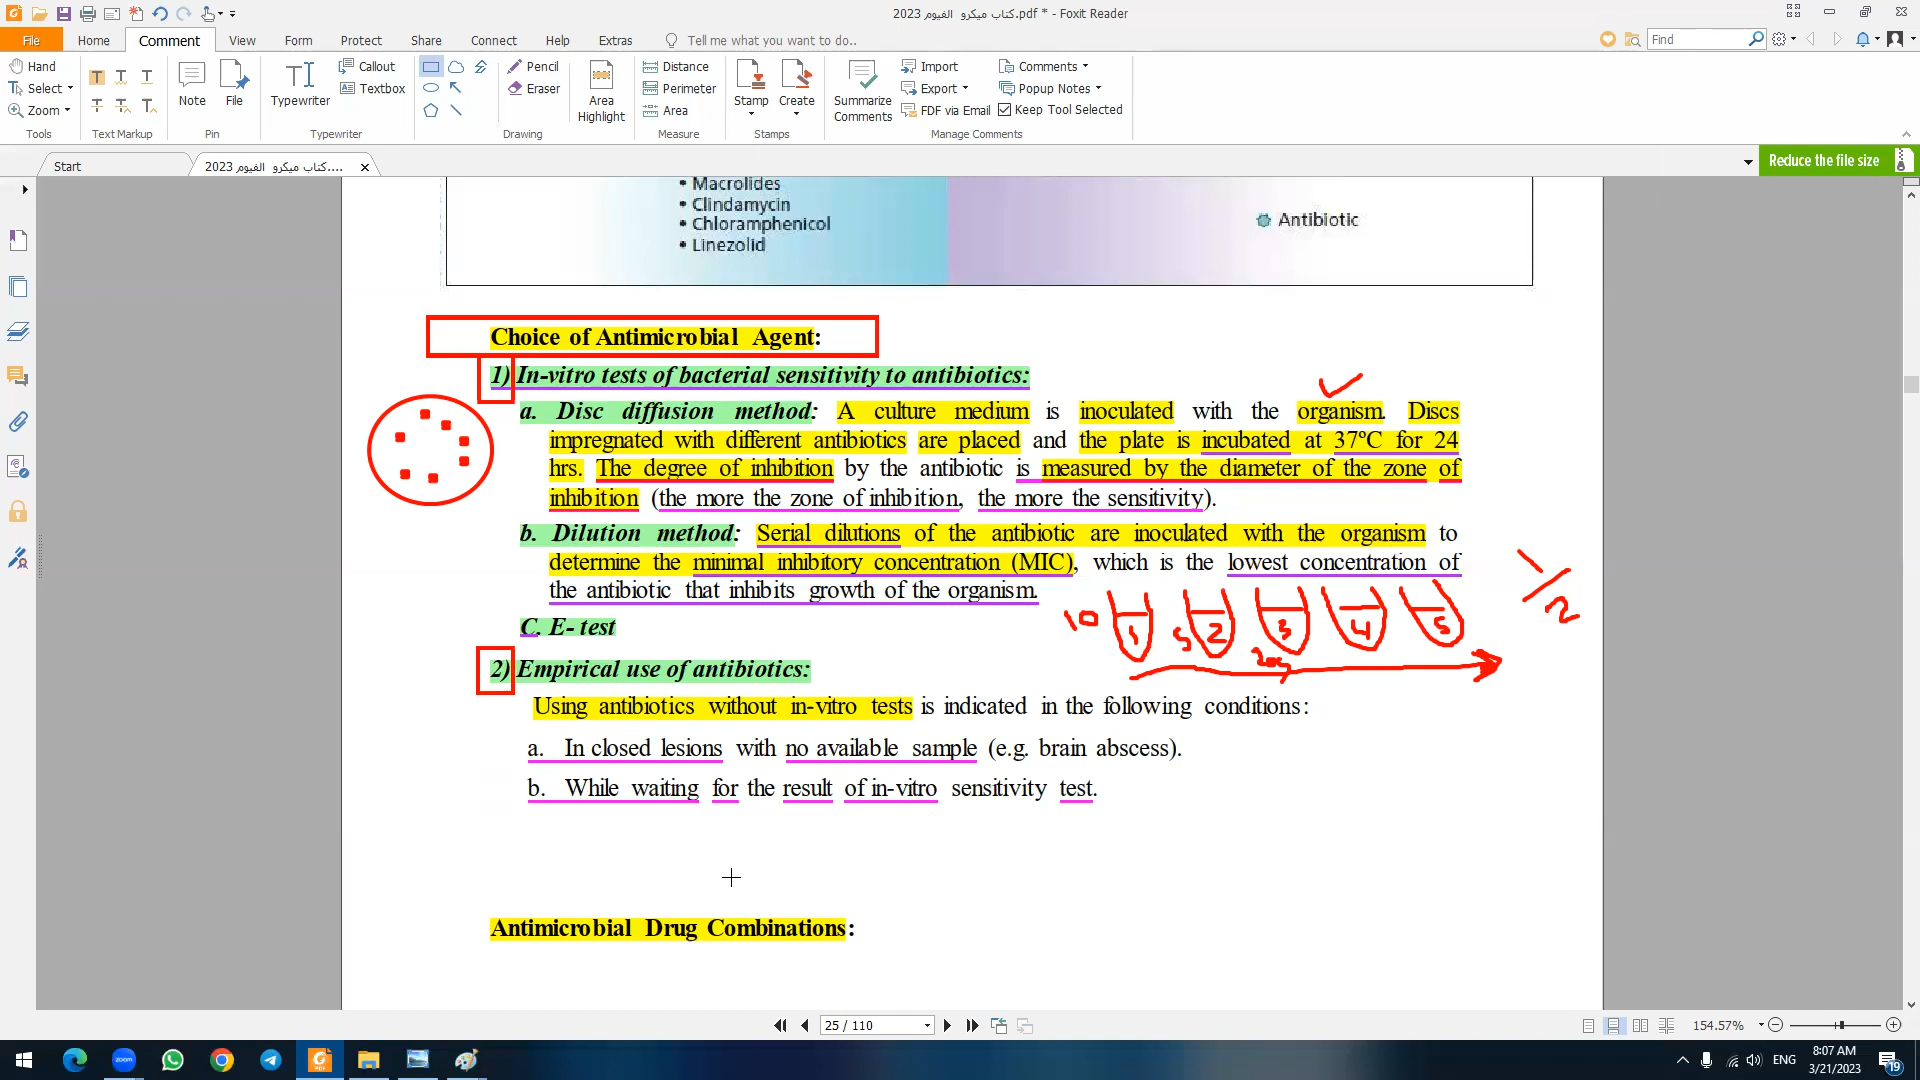 كتاب ميكرو الفيوم 2023.pdf * - Foxit Reader
File Home Comment View Form Protect Share Connect Help Extras Tell me what you want to do.. Find
Hand
Select
Zoom
Tools
Text Markup
Note
File
Pin
Typewriter
Callout
Textbox
Typewriter
Pencil
Eraser
Area Highlight
Drawing
Distance
Perimeter
Area
Measure
Stamp
Create
Stamps
Summarize Comments
Import
Export
FDF via Email
Comments
Popup Notes
Keep Tool Selected
Manage Comments
Start
كتاب ميكرو الفيوم 2023....
Reduce the file size
• Macrolides
• Clindamycin
• Chloramphenicol
• Linezolid
Antibiotic
Choice of Antimicrobial Agent:
1) In-vitro tests of bacterial sensitivity to antibiotics:
a. Disc diffusion method: A culture medium is inoculated with the organism. Discs
impregnated with different antibiotics are placed and the plate is incubated at 37ºC for 24
hrs. The degree of inhibition by the antibiotic is measured by the diameter of the zone of
inhibition (the more the zone of inhibition, the more the sensitivity).
b. Dilution method: Serial dilutions of the antibiotic are inoculated with the organism to
determine the minimal inhibitory concentration (MIC), which is the lowest concentration of
the antibiotic that inhibits growth of the organism.
1/2
10 1 5 2 3 4 5
C. E- test
2) Empirical use of antibiotics:
Using antibiotics without in-vitro tests is indicated in the following conditions:
a. In closed lesions with no available sample (e.g. brain abscess).
b. While waiting for the result of in-vitro sensitivity test.
Antimicrobial Drug Combinations:
25 / 110
154.57%
zoom
PDF
ENG
8:07 AM
3/21/2023
19